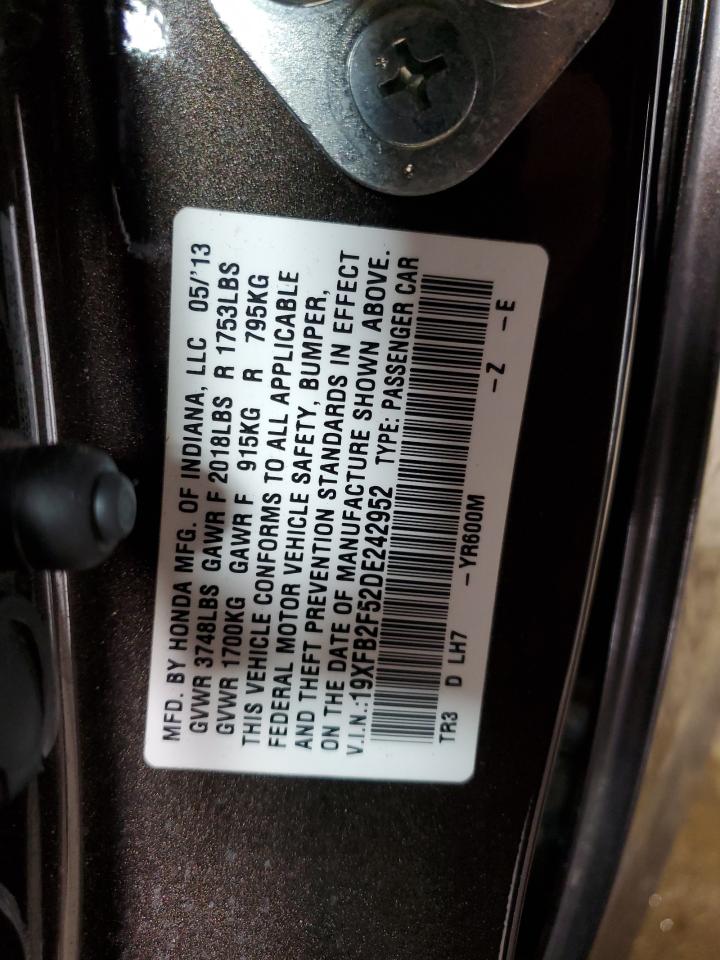 MFD. BY HONDA MFG. OF INDIANA, LLC 05/'13
GVWR 3748LBS GAWR F 2018LBS R 1753LBS
GVWR 1700KG GAWR F 915KG R 795KG
THIS VEHICLE CONFORMS TO ALL APPLICABLE
FEDERAL MOTOR VEHICLE SAFETY, BUMPER,
AND THEFT PREVENTION STANDARDS IN EFFECT
ON THE DATE OF MANUFACTURE SHOWN ABOVE.
V.I.N.:19XFB2F52DE242952 TYPE: PASSENGER CAR
TR3 D LH7 - YR600M - Z - E